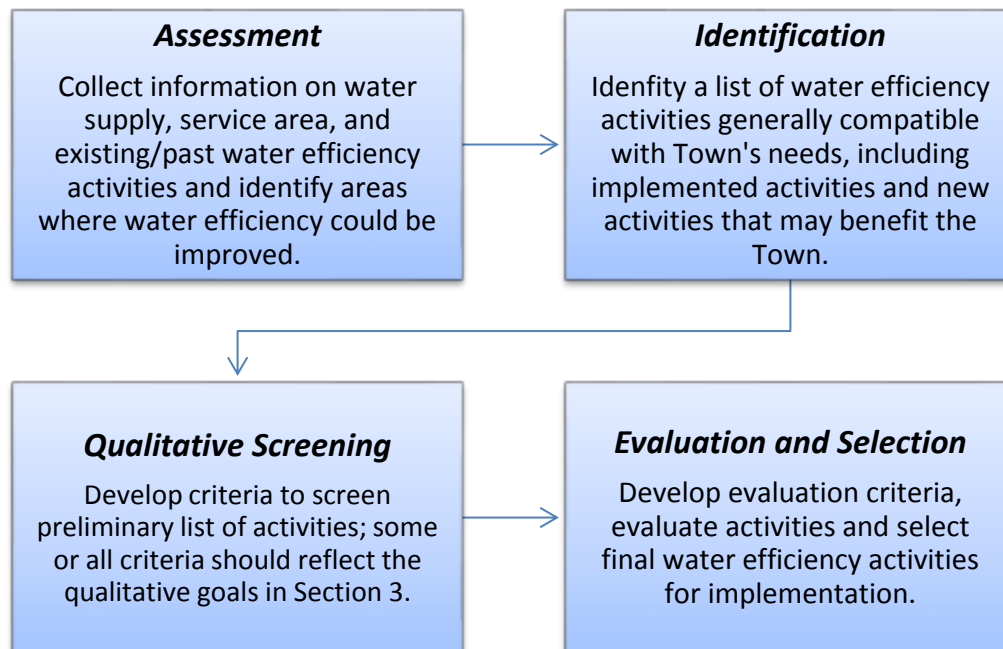 Assessment
Collect information on water
supply, service area, and
existing/past water efficiency
activities and identify areas
where water efficiency could be
improved.
Identification
Idenfity a list of water efficiency
activities generally compatible
with Town's needs, including
implemented activities and new
activities that may benefit the
Town.
Qualitative Screening
Develop criteria to screen
preliminary list of activities; some
or all criteria should reflect the
qualitative goals in Section 3.
Evaluation and Selection
Develop evaluation criteria,
evaluate activities and select
final water efficiency activities
for implementation.